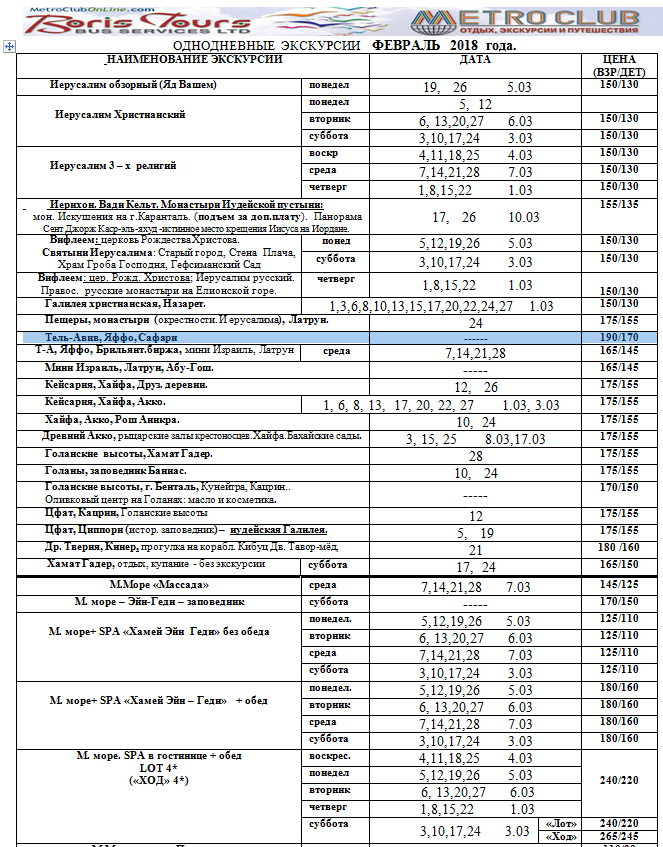 MetroClubOnLine.com
Boris Tours
BUS SERVICES LTD
METRO CLUB
ОТДЫХ, ЭКСКУРСИИ И ПУТЕШЕСТВИЯ
ОДНОДНЕВНЫЕ ЭКСКУРСИИ ФЕВРАЛЬ 2018 года.
НАИМЕНОВАНИЕ ЭКСКУРСИИ ДАТА ЦЕНА
(ВЗР/ДЕТ)
Иерусалим обзорный (Яд Вашем) понедел 19, 26 5.03 150/130
понедел 5, 12
Иерусалим Христианский вторник 6, 13,20,27 6.03 150/130
суббота 3,10,17,24 3.03 150/130
воскр 4,11,18,25 4.03 150/130
Иерусалим 3 – х религий среда 7,14,21,28 7.03 150/130
четверг 1,8,15,22 1.03 150/130
Иерихон. Вади Кельт. Монастыри Иудейской пустыни: 155/135
мон. Искушения на г.Каранталь. (подъем за доп.плату). Панорама 17, 26 10.03
Сент Джорж Каср-эль-яхуд -истинное место крещения Иисуса на Иордане.
Вифлеем: церковь Рождества Христова. понед 5,12,19,26 5.03 150/130
Святыни Иерусалима: Старый город, Стена Плача, суббота 3,10,17,24 3.03 150/130
Храм Гроба Господня, Гефсиманский Сад
Вифлеем: цер. Рожд. Христова; Иерусалим русский. четверг 1,8,15,22 1.03
Правос. русские монастыри на Елионской горе. 150/130
Галилея христианская, Назарет. 1,3,6,8,10,13,15,17,20,22,24,27 1.03 150/130
Пещеры, монастыри (окрестности.Иерусалима), Латрун. 24 175/155
Тель-Авив, Яффо, Сафари ------ 190/170
Т-А, Яффо, Брильянт.биржа, мини Израиль, Латрун среда 7,14,21,28 165/145
Мини Израиль, Латрун, Абу-Гош. ----- 165/145
Кейсария, Хайфа, Друз. деревни. 12, 26 175/155
Кейсария, Хайфа, Акко. 1, 6, 8, 13, 17, 20, 22, 27 1.03, 3.03 175/155
Хайфа, Акко, Рош Аникра. 10, 24 175/155
Древний Акко, рыцарские залы крестоносцев.Хайфа.Бахайские сады. 3, 15, 25 8.03,17.03 175/155
Голанские высоты, Хамат Гадер. 28 175/155
Голаны, заповедник Баниас. 10, 24 175/155
Голанские высоты, г. Бенталь, Кунейтра, Кацрин.. 170/150
Оливковый центр на Голанах: масло и косметика. -----
Цфат, Кацрин, Голанские высоты 12 175/155
Цфат, Циппори (истор. заповедник) – иудейская Галилея. 5, 19 175/155
Др. Тверия, Кинер, прогулка на корабл. Кибуц Дв. Тавор-мёд, 21 180 /160
Хамат Гадер, отдых, купание - без экскурсии суббота 17, 24 165/150
М.Море «Массада» среда 7,14,21,28 7.03 145/125
М. море – Эйн-Геди – заповедник суббота ----- 170/150
понедел. 5,12,19,26 5.03 125/110
М. море+ SPA «Хамей Эйн Геди» без обеда вторник 6, 13,20,27 6.03 125/110
среда 7,14,21,28 7.03 125/110
суббота 3,10,17,24 3.03 125/110
понедел. 5,12,19,26 5.03 180/160
М. море+ SPA «Хамей Эйн – Геди» + обед вторник 6, 13,20,27 6.03 180/160
среда 7,14,21,28 7.03 180/160
суббота 3,10,17,24 3.03 180/160
М. море. SPA в гостинице + обед воскрес. 4,11,18,25 4.03
LOT 4* понедел 5,12,19,26 5.03
(«ХОД» 4*) вторник 6, 13,20,27 6.03 240/220
четверг 1,8,15,22 1.03
суббота 3,10,17,24 3.03 «Лот» 240/220
«Ход» 265/245